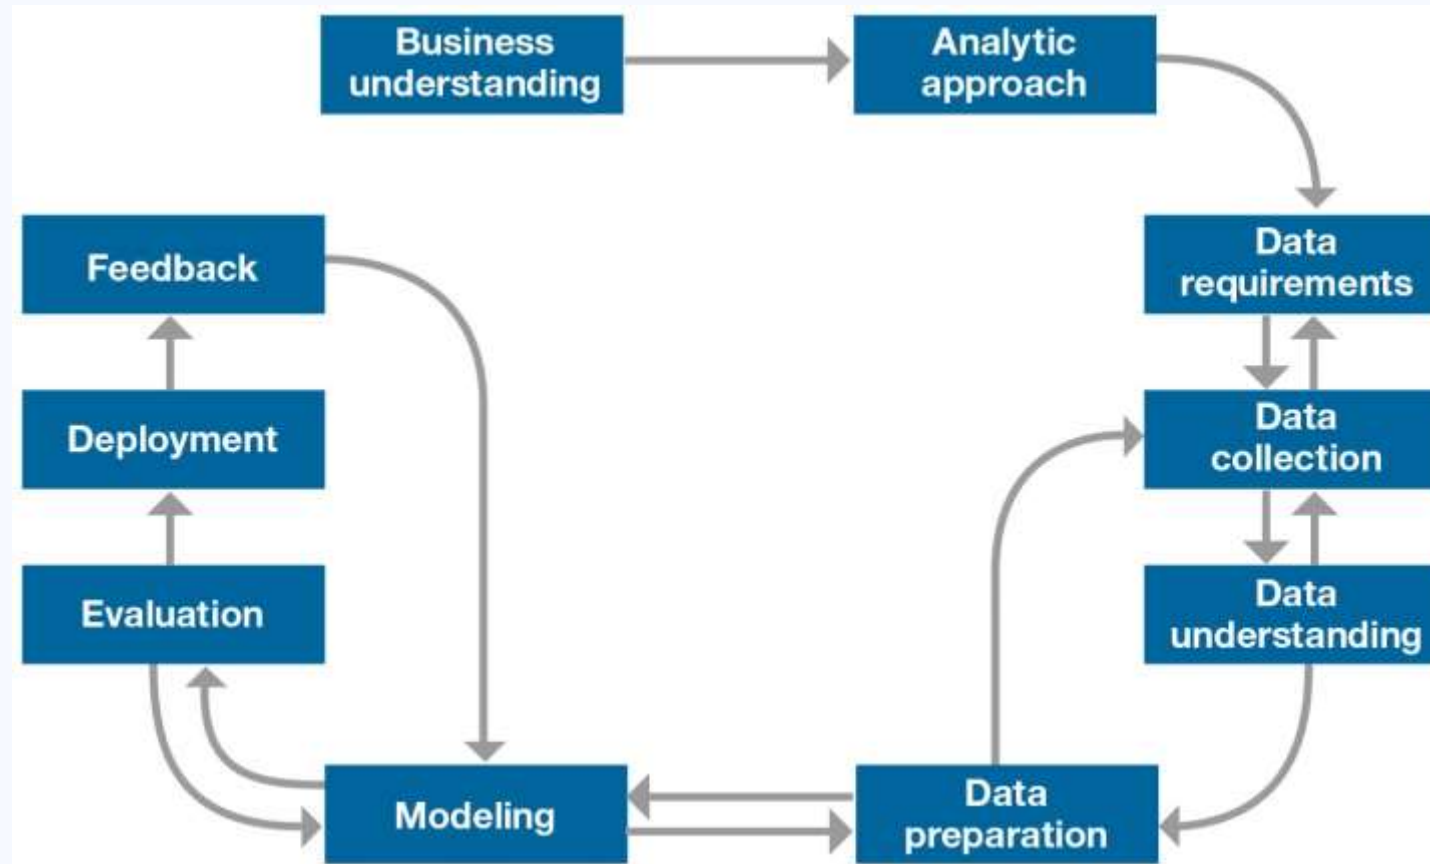 Business
understanding
Analytic
approach
Feedback
Data
requirements
Deployment
Data
collection
Evaluation
Data
understanding
Modeling
Data
preparation